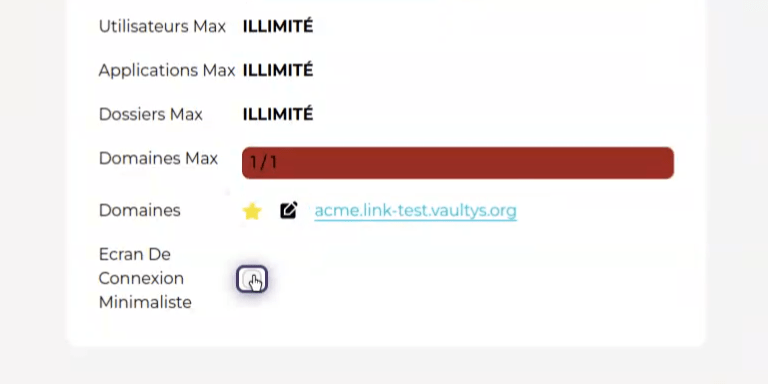 Utilisateurs Max ILLIMITÉ
Applications Max ILLIMITÉ
Dossiers Max ILLIMITÉ
Domaines Max 1/1
Domaines acme.link-test.vaultys.org
Ecran De
Connexion
Minimaliste